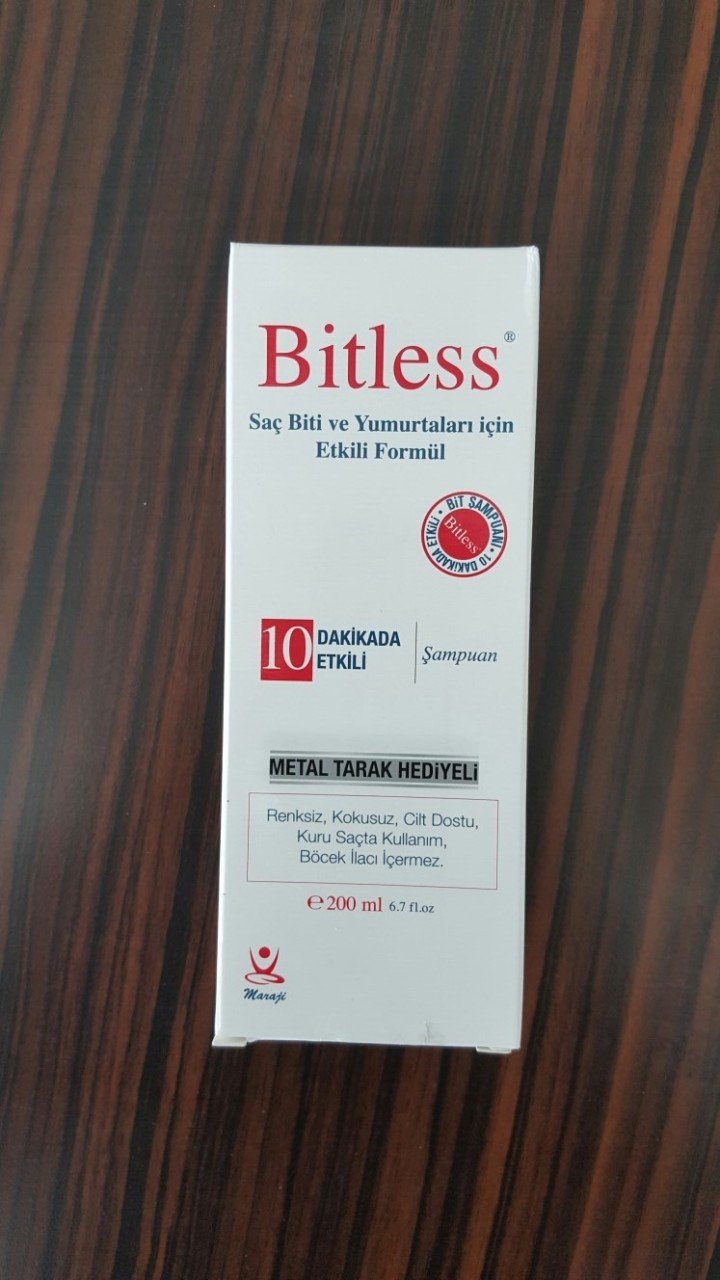 Bitless®
Saç Biti ve Yumurtaları için
Etkili Formül
BİT ŞAMPUANI • 10 DAKİKADA ETKİLİ •
Bitless®
10 DAKİKADA
ETKİLİ
Şampuan
METAL TARAK HEDİYELİ
Renksiz, Kokusuz, Cilt Dostu,
Kuru Saçta Kullanım,
Böcek İlacı İçermez.
℮ 200 ml 6.7 fl.oz
Maraji